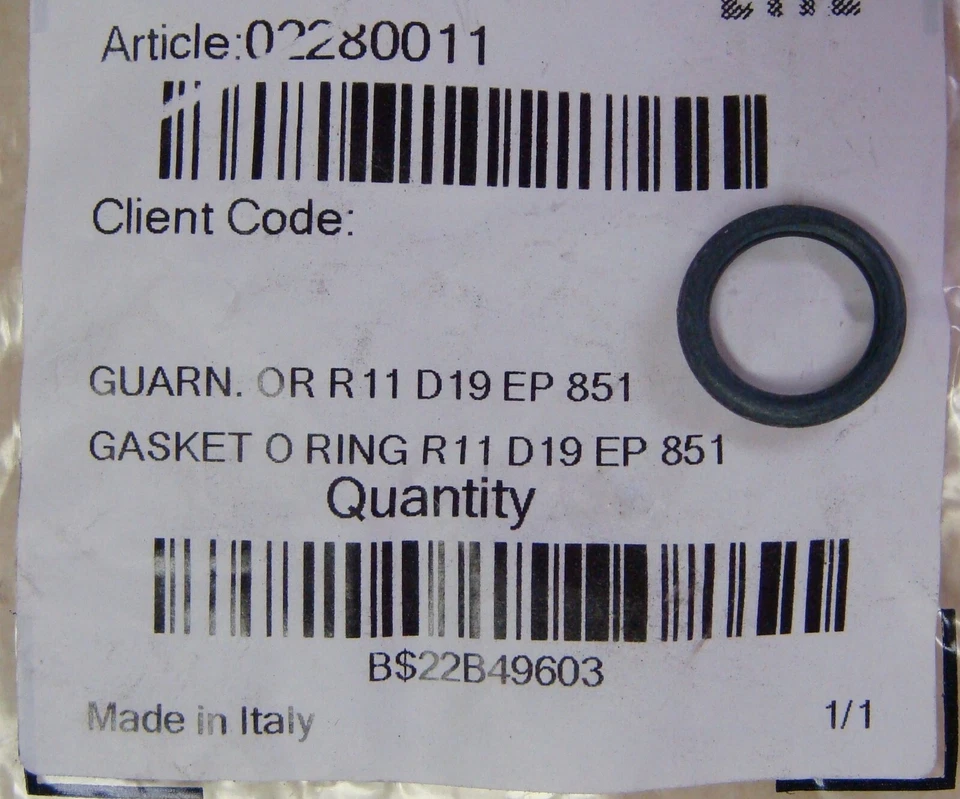 Article:02280011
Client Code:
GUARN. OR R11 D19 EP 851
GASKET O RING R11 D19 EP 851
Quantity
B$22B49603
Made in Italy
1/1